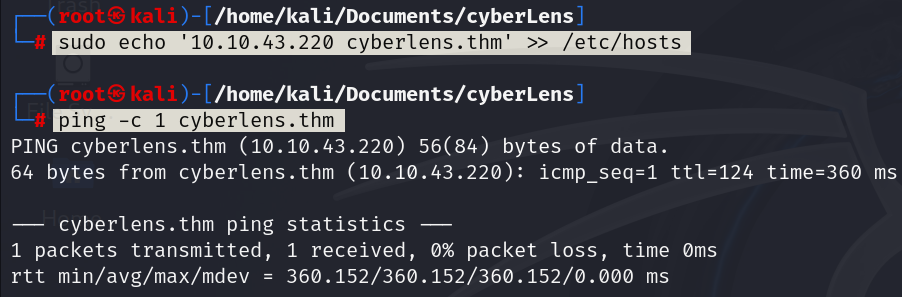 ┌──(root㉿kali)-[/home/kali/Documents/cyberLens]
└─# sudo echo '10.10.43.220 cyberlens.thm' >> /etc/hosts
┌──(root㉿kali)-[/home/kali/Documents/cyberLens]
└─# ping -c 1 cyberlens.thm
PING cyberlens.thm (10.10.43.220) 56(84) bytes of data.
64 bytes from cyberlens.thm (10.10.43.220): icmp_seq=1 ttl=124 time=360 ms
--- cyberlens.thm ping statistics ---
1 packets transmitted, 1 received, 0% packet loss, time 0ms
rtt min/avg/max/mdev = 360.152/360.152/360.152/0.000 ms